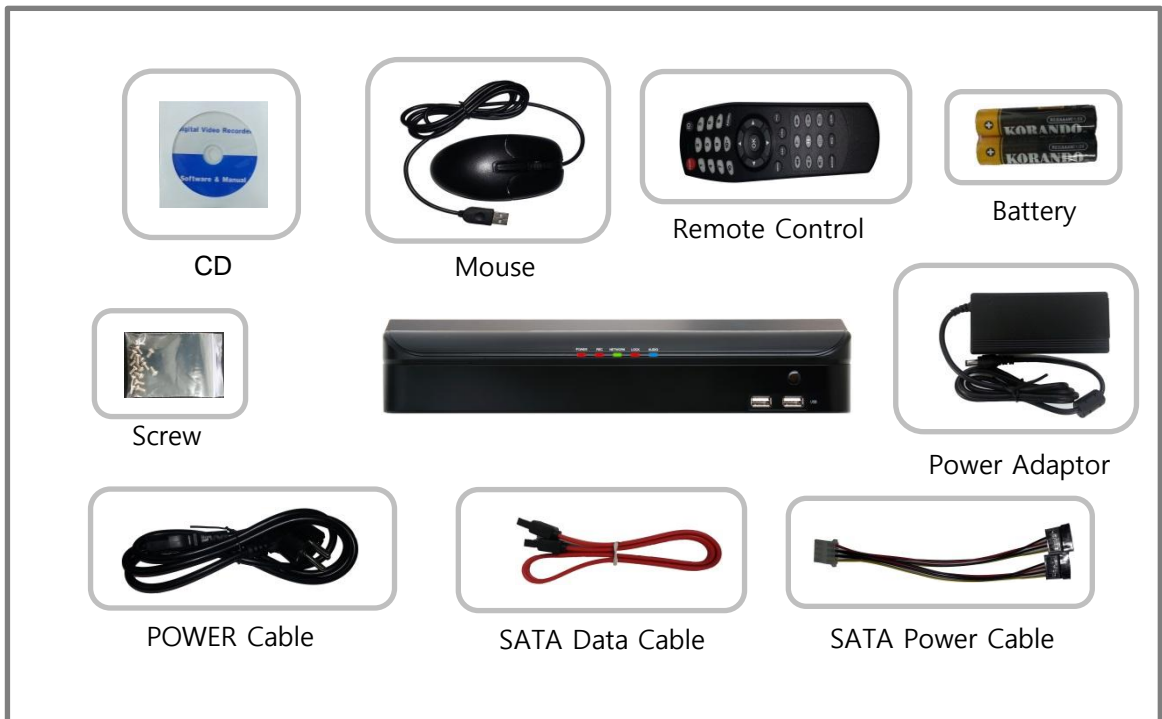 Digital Video Recorder
Software & Manual
CD
Mouse
Remote Control
KORANDO
KORANDO
Battery
Screw
POWER REC NETWORK LOCK AUDIO
USB
Power Adaptor
POWER Cable
SATA Data Cable
SATA Power Cable